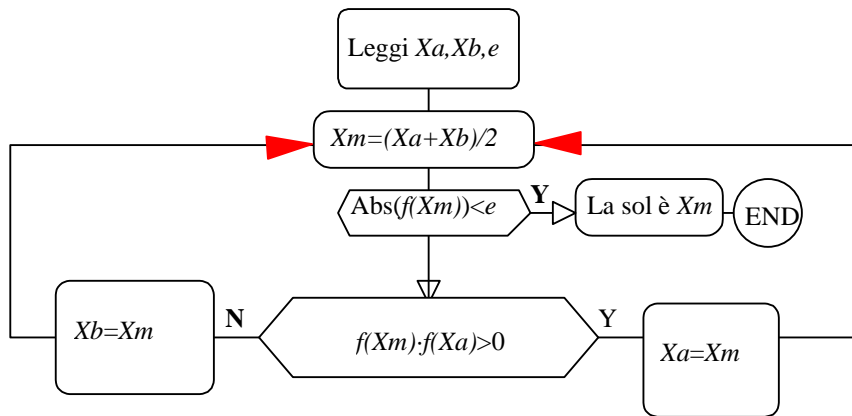 Leggi Xa,Xb,e
Xm=(Xa+Xb)/2
Abs(f(Xm))<e
Y
La sol è Xm
END
Xb=Xm
N
f(Xm)·f(Xa)>0
Y
Xa=Xm